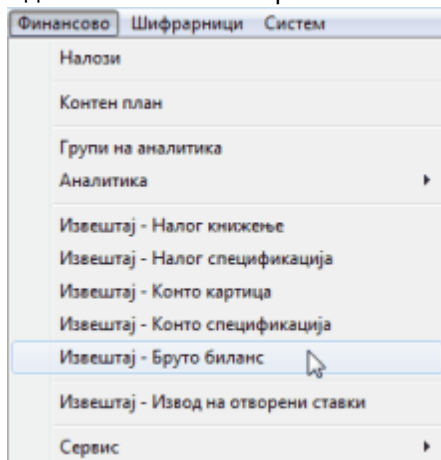 Финансово Шифрарници Систем
Налози
Контен план
Групи на аналитика
Аналитика
Извештај - Налог книжење
Извештај - Налог спецификација
Извештај - Конто картица
Извештај - Конто спецификација
Извештај - Бруто биланс
Извештај - Извод на отворени ставки
Сервис